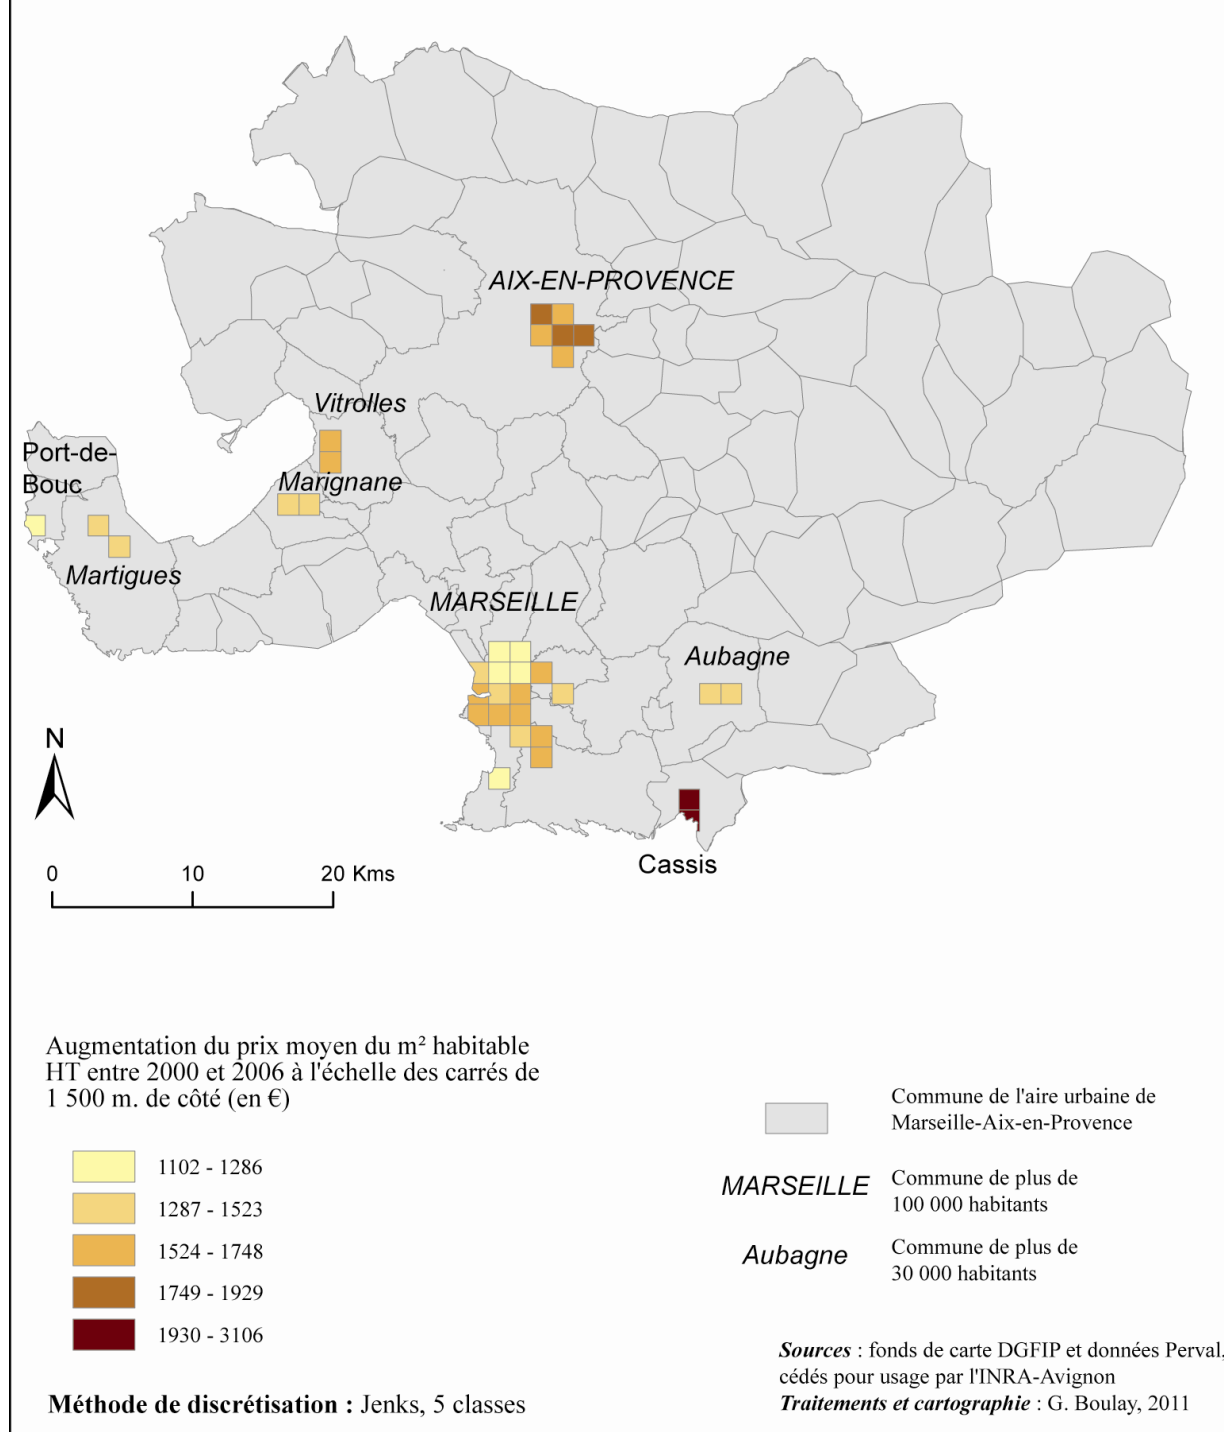 AIX-EN-PROVENCE
Vitrolles
Port-de-
Bouc
Marignane
Martigues
MARSEILLE
Aubagne
N
Cassis
0 10 20 Kms
Augmentation du prix moyen du m² habitable
HT entre 2000 et 2006 à l'échelle des carrés de
1 500 m. de côté (en €)
1102 - 1286
1287 - 1523
1524 - 1748
1749 - 1929
1930 - 3106
Méthode de discrétisation : Jenks, 5 classes
Commune de l'aire urbaine de
Marseille-Aix-en-Provence
MARSEILLE
Commune de plus de
100 000 habitants
Aubagne
Commune de plus de
30 000 habitants
Sources : fonds de carte DGFIP et données Perval,
cédés pour usage par l'INRA-Avignon
Traitements et cartographie : G. Boulay, 2011